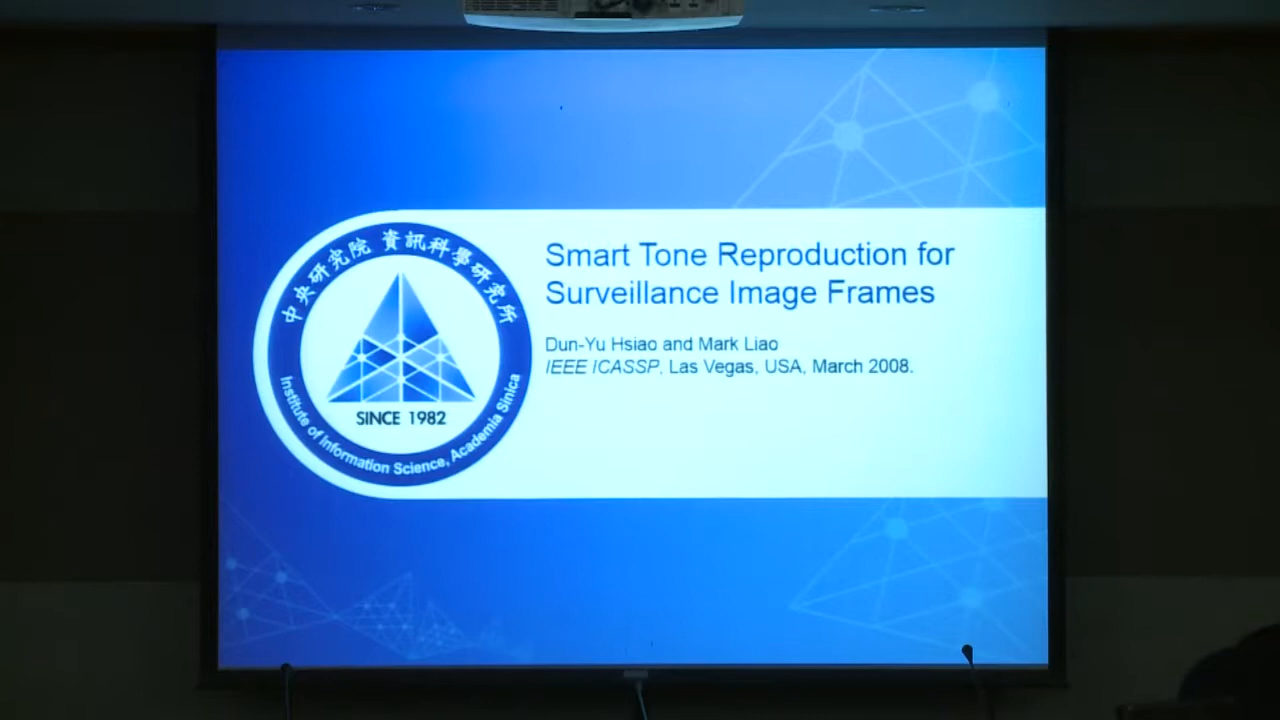 中央研究院 資訊科學研究所
Institute of Information Science, Academia Sinica
SINCE 1982
Smart Tone Reproduction for
Surveillance Image Frames
Dun-Yu Hsiao and Mark Liao
IEEE ICASSP, Las Vegas, USA, March 2008.